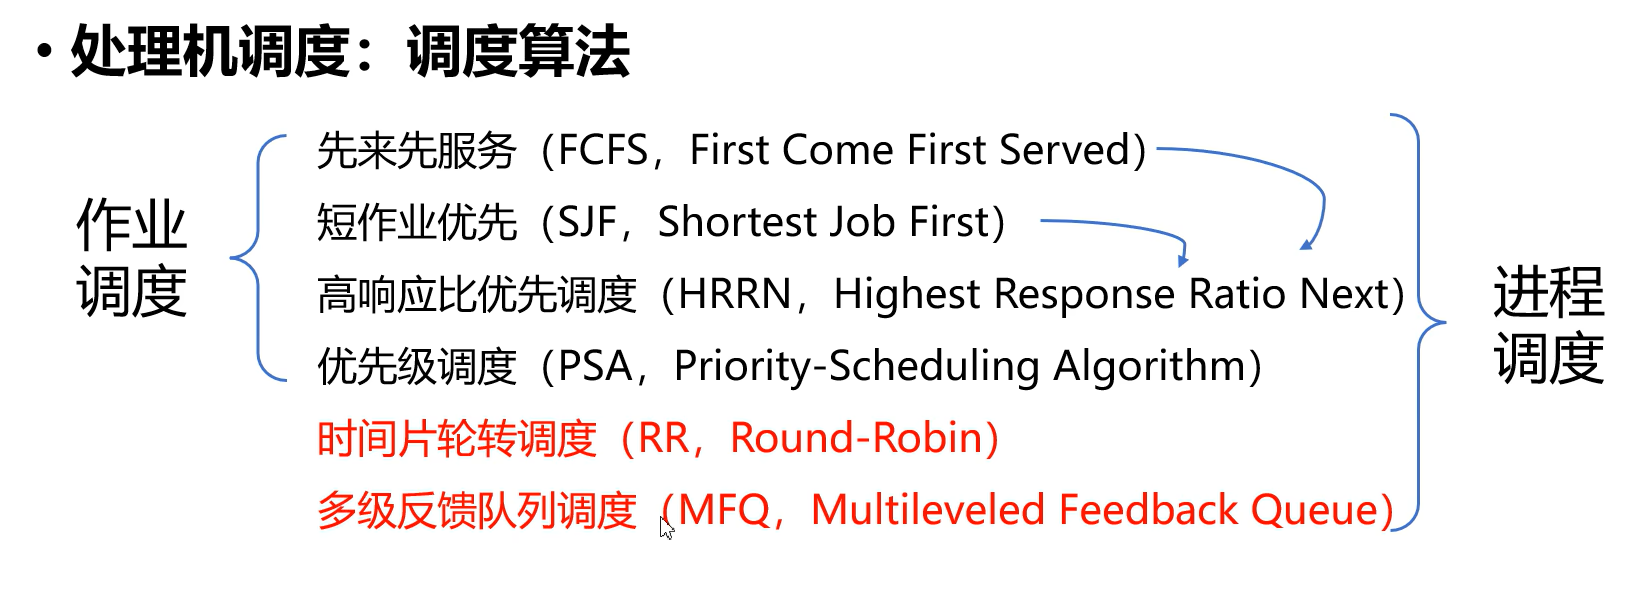 • 处理机调度：调度算法
作业
调度
先来先服务（FCFS，First Come First Served）
短作业优先（SJF，Shortest Job First）
高响应比优先调度（HRRN，Highest Response Ratio Next）
优先级调度（PSA，Priority-Scheduling Algorithm）
时间片轮转调度（RR，Round-Robin）
多级反馈队列调度（MFQ，Multileveled Feedback Queue）
进程
调度